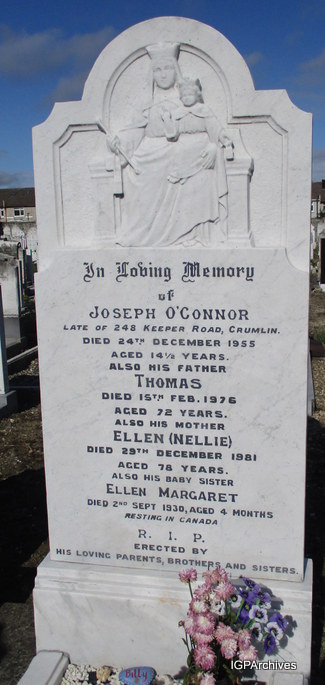 In Loving Memory
of
JOSEPH O'CONNOR
LATE OF 248 KEEPER ROAD, CRUMLIN.
DIED 24TH DECEMBER 1955
AGED 14½ YEARS.
ALSO HIS FATHER
THOMAS
DIED 15TH FEB. 1976
AGED 72 YEARS.
ALSO HIS MOTHER
ELLEN (NELLIE)
DIED 29TH DECEMBER 1981
AGED 78 YEARS.
ALSO HIS BABY SISTER
ELLEN MARGARET
DIED 2ND SEPT 1930, AGED 4 MONTHS
RESTING IN CANADA
R. I. P.
ERECTED BY
HIS LOVING PARENTS, BROTHERS AND SISTERS.
Billy
IGPArchives